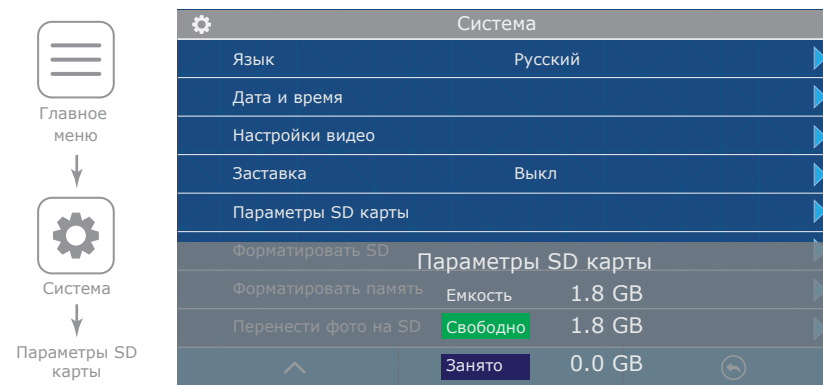 Главное
меню
Система
Параметры SD
карты
Система
Язык Русский
Дата и время
Настройки видео
Заставка Выкл
Параметры SD карты
Форматировать SD
Параметры SD карты
Форматировать память
Емкость 1.8 GB
Перенести фото на SD
Свободно 1.8 GB
Занято 0.0 GB